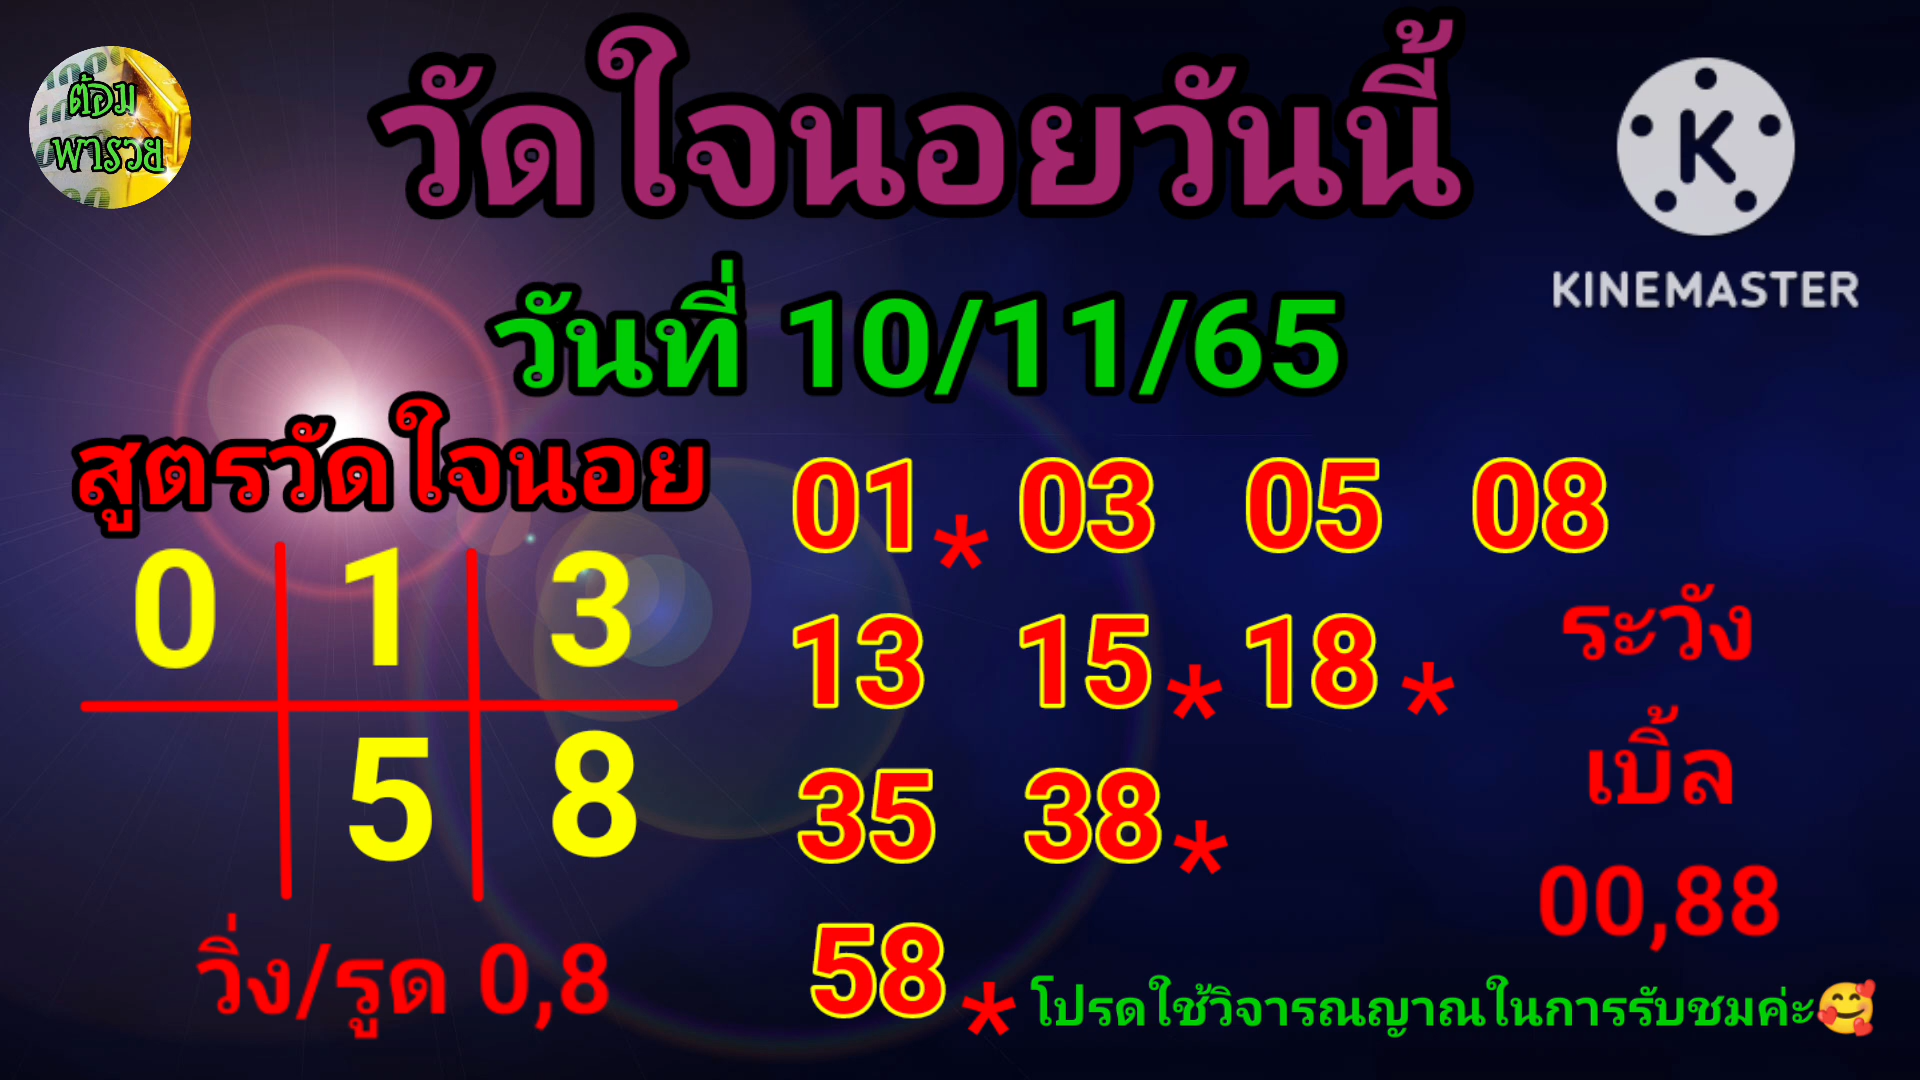 ต้อม
พารวย
วัดใจนอยวันนี้
KINEMASTER
วันที่ 10/11/65
สูตรวัดใจนอย
0 1 3
5 8
วิ่ง/รูด 0,8
01* 03 05 08
13 15* 18*
35 38*
58*
ระวัง
เบิ้ล
00,88
โปรดใช้วิจารณญาณในการรับชมค่ะ🥰